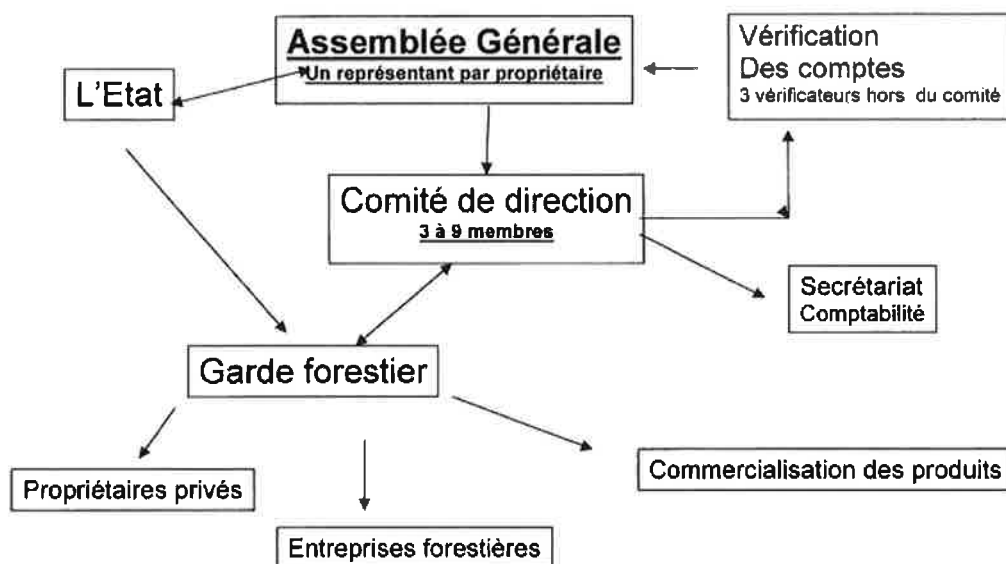 Assemblée Générale
Un représentant par propriétaire
Vérification
Des comptes
3 vérificateurs hors du comité
L'Etat
Comité de direction
3 à 9 membres
Secrétariat
Comptabilité
Garde forestier
Propriétaires privés
Commercialisation des produits
Entreprises forestières